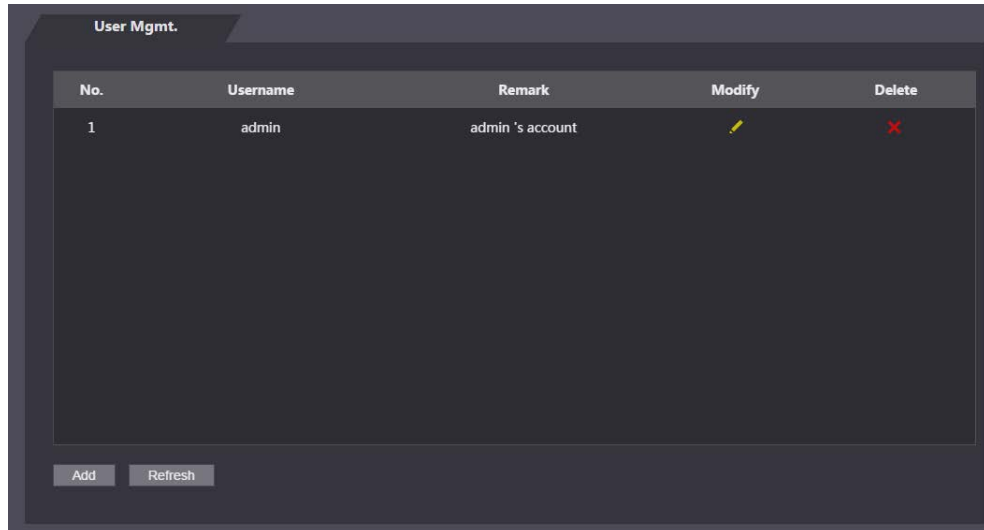 User Mgmt.
No. Username Remark Modify Delete
1 admin admin 's account
Add Refresh